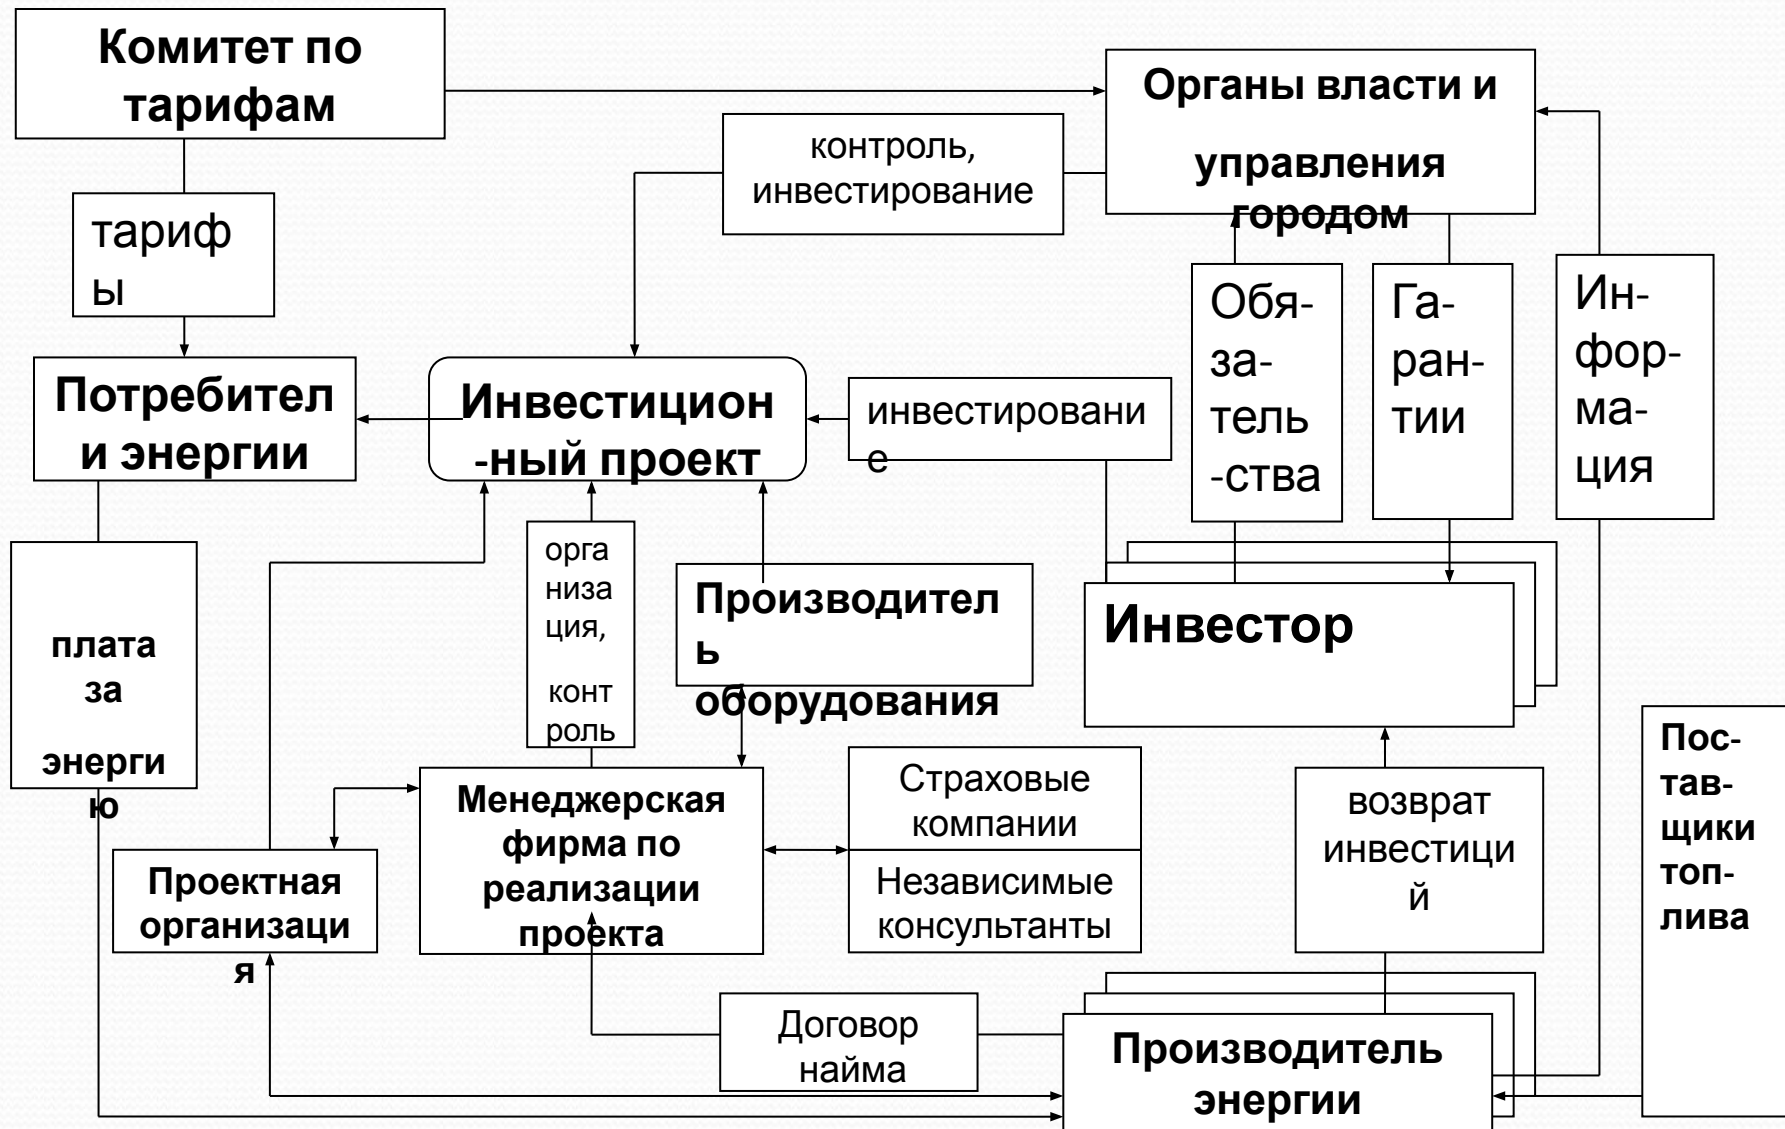 Комитет по
тарифам
Органы власти и
управления
городом
контроль,
инвестирование
тариф
ы
Обя-
за-
тель
-ства
Га-
ран-
тии
Ин-
фор-
ма-
ция
Потребител
и энергии
Инвестицион
-ный проект
инвестировани
е
орга
низа
ция,
конт
роль
Производител
ь
оборудования
Инвестор
плата
за
энерги
ю
Менеджерская
фирма по
реализации
проекта
Страховые
компании
Независимые
консультанты
возврат
инвестици
й
Пос-
тав-
щики
топ-
лива
Проектная
организаци
я
Договор
найма
Производитель
энергии